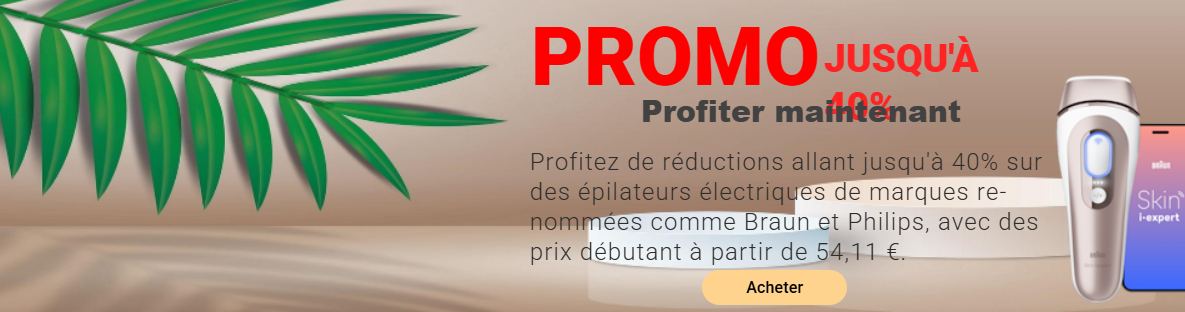 PROMO JUSQU'À
40%
Profiter maintenant
Profitez de réductions allant jusqu'à 40% sur
des épilateurs électriques de marques re-
nommées comme Braun et Philips, avec des
prix débutant à partir de 54,11 €.
Acheter
BRAUN
Skin
i-expert